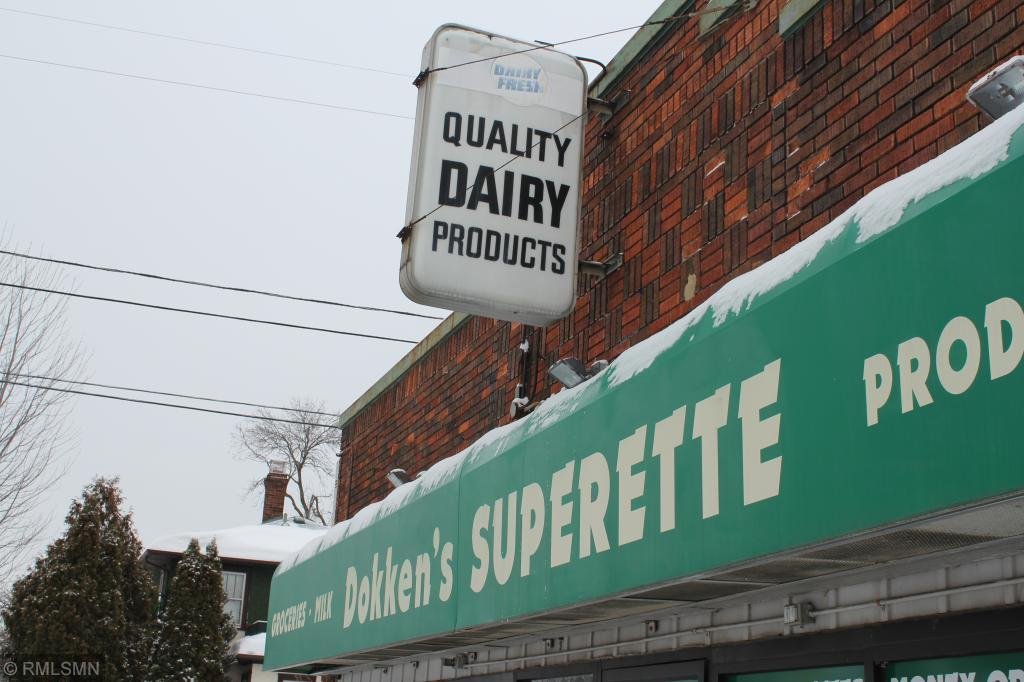 DAIRY
FRESH
QUALITY
DAIRY
PRODUCTS
GROCERIES · MILK Dokken's SUPERETTE PROD
MONEY OR
© RMLSMN